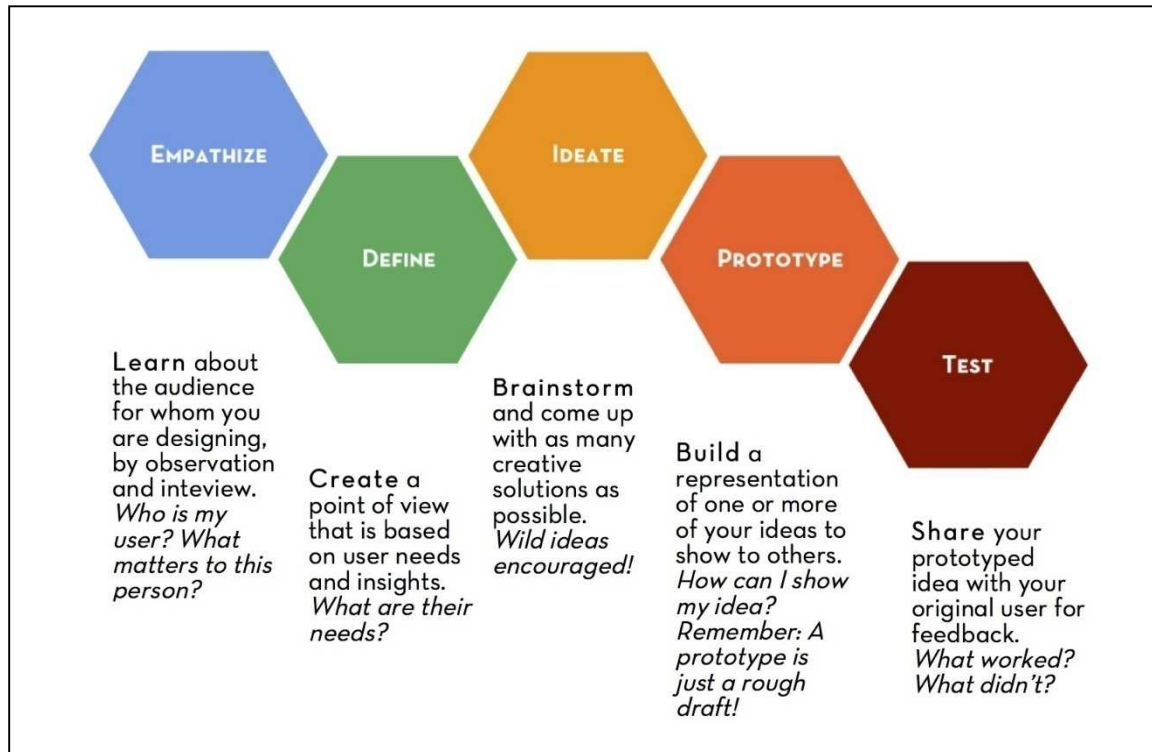 EMPATHIZE
DEFINE
IDEATE
PROTOTYPE
TEST
Learn about
the audience
for whom you
are designing,
by observation
and inteview.
Who is my
user? What
matters to this
person?
Create a
point of view
that is based
on user needs
and insights.
What are their
needs?
Brainstorm
and come up
with as many
creative
solutions as
possible.
Wild ideas
encouraged!
Build a
representation
of one or more
of your ideas to
show to others.
How can I show
my idea?
Remember: A
prototype is
just a rough
draft!
Share your
prototyped
idea with your
original user for
feedback.
What worked?
What didn't?